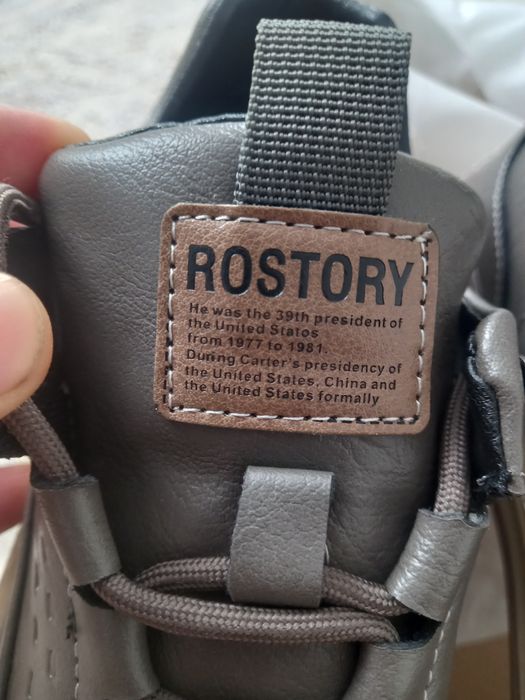 ROSTORY
He was the 39th president of
the United Statos
from 1977 to 1981.
During Carter's presidency of
the United States, China and
the United States formally